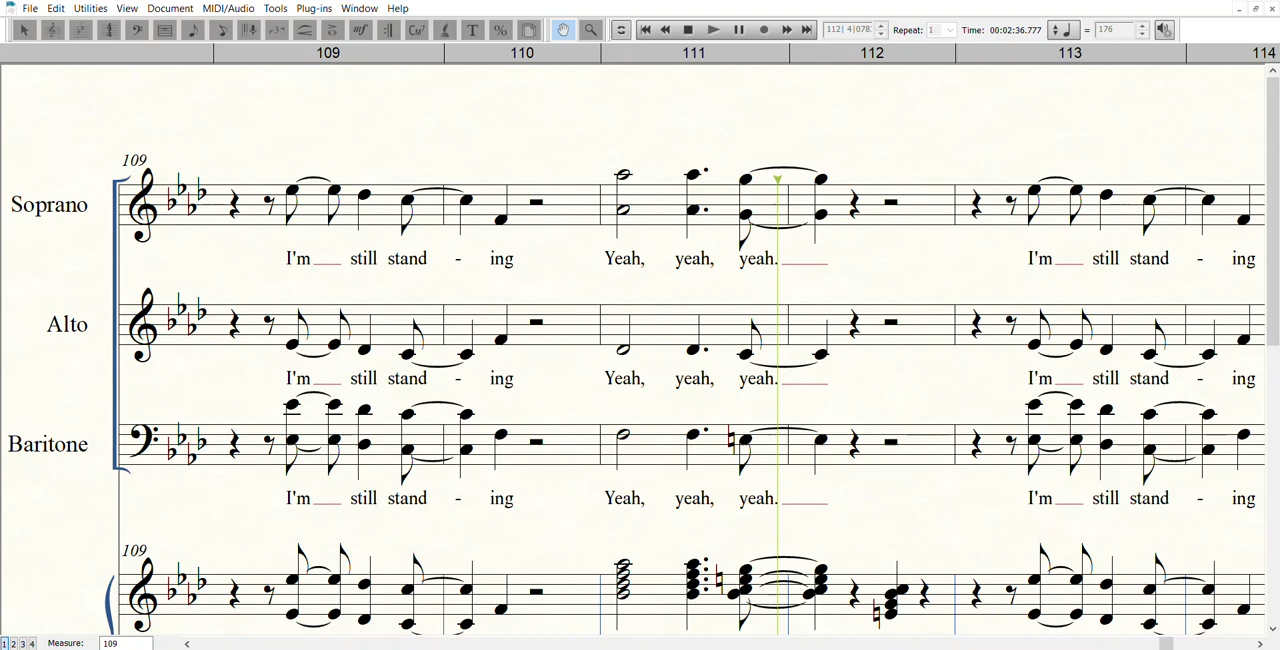 File Edit Utilities View Document MIDI/Audio Tools Plug-ins Window Help
112| 4|078 Repeat: 1 Time: 00:02:36.777 = 176
109 110 111 112 113 114
109
Soprano
I'm still stand - ing Yeah, yeah, yeah. I'm still stand - ing
Alto
I'm still stand - ing Yeah, yeah, yeah. I'm still stand - ing
Baritone
I'm still stand - ing Yeah, yeah, yeah. I'm still stand - ing
109
1 2 3 4 Measure: 109